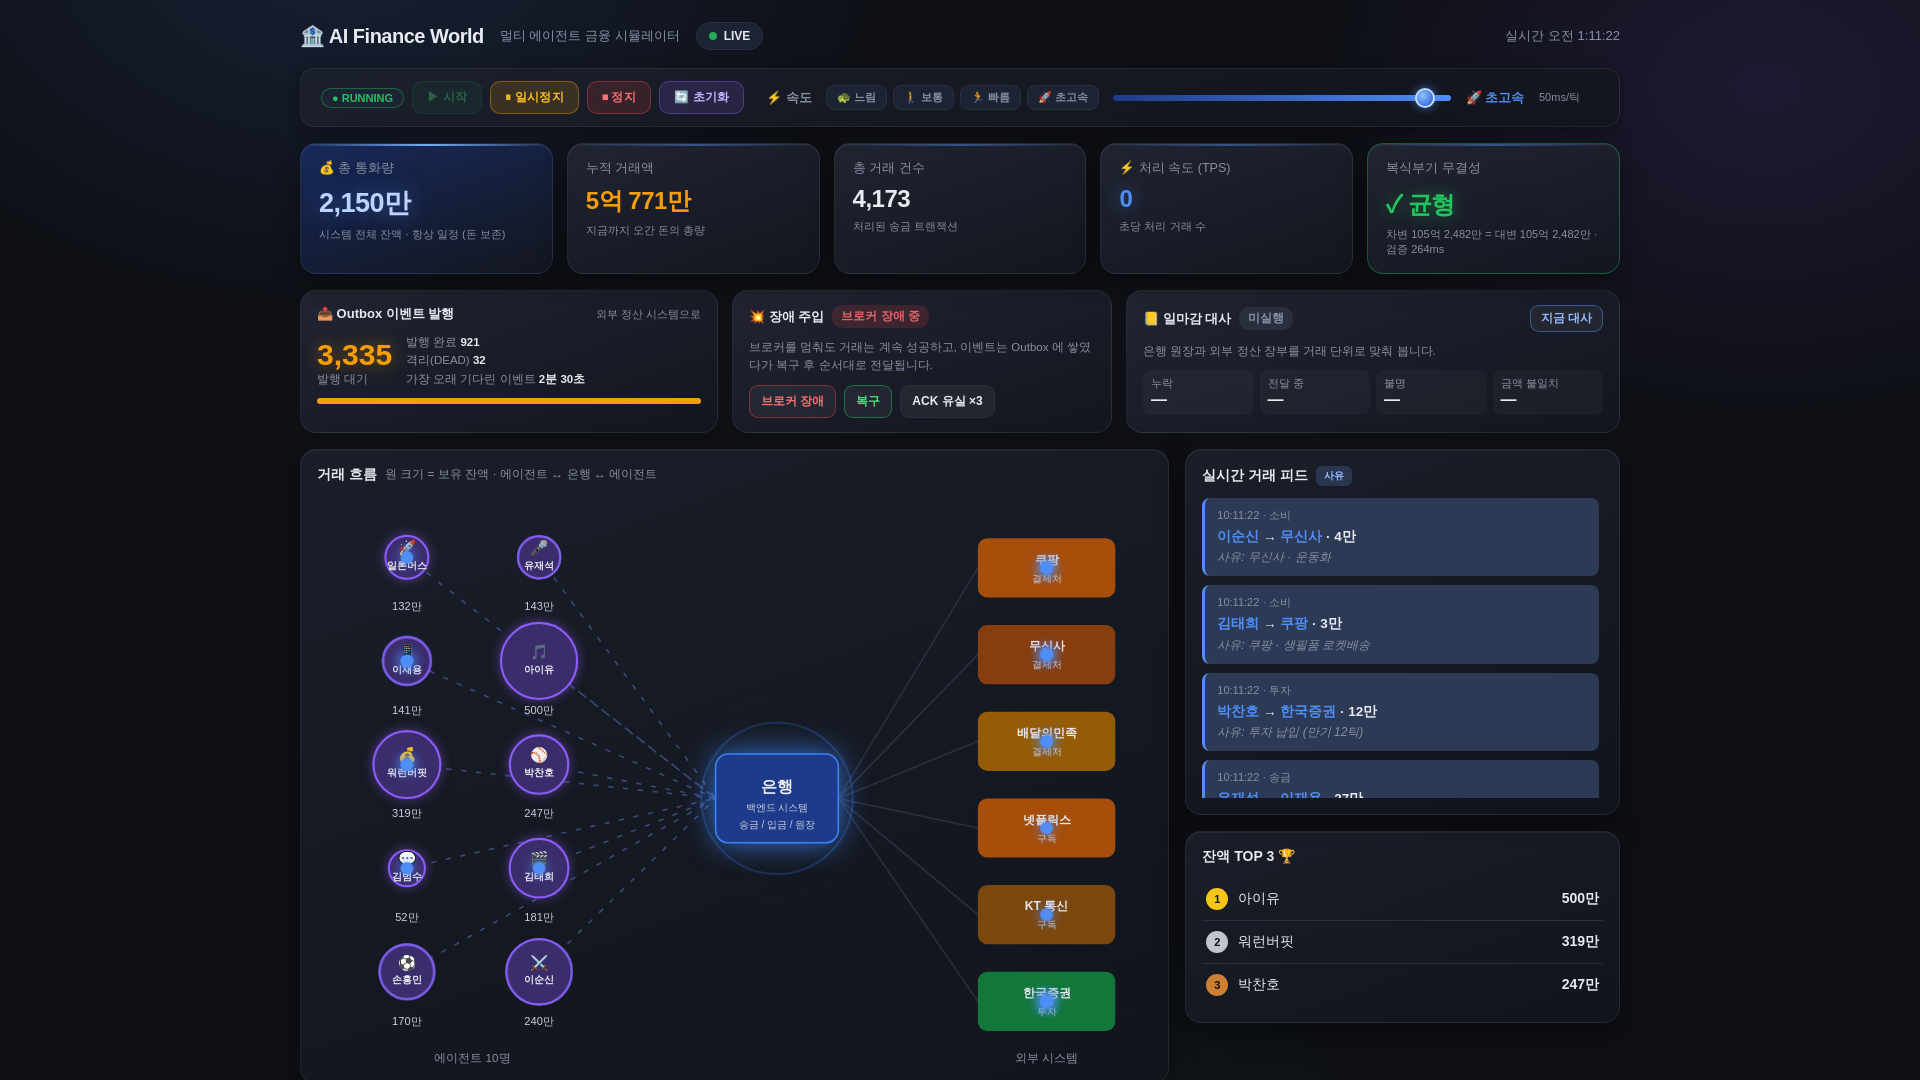 🏦 AI Finance World 멀티 에이전트 금융 시뮬레이터 LIVE 실시간 오전 1:11:22
● RUNNING ▶ 시작 ⏸ 일시정지 ⏹ 정지 🔄 초기화 ⚡ 속도 🐢 느림 🚶 보통 🏃 빠름 🚀 초고속 🚀 초고속 50ms/틱
💰 총 통화량
2,150만
시스템 전체 잔액 · 항상 일정 (돈 보존)
누적 거래액
5억 771만
지금까지 오간 돈의 총량
총 거래 건수
4,173
처리된 송금 트랜잭션
⚡ 처리 속도 (TPS)
0
초당 처리 거래 수
복식부기 무결성
✓ 균형
차변 105억 2,482만 = 대변 105억 2,482만 ·
검증 264ms
📤 Outbox 이벤트 발행 외부 정산 시스템으로
3,335
발행 대기
발행 완료 921
격리(DEAD) 32
가장 오래 기다린 이벤트 2분 30초
💥 장애 주입 브로커 장애 중
브로커를 멈춰도 거래는 계속 성공하고, 이벤트는 Outbox 에 쌓였
다가 복구 후 순서대로 전달됩니다.
브로커 장애 복구 ACK 유실 ×3
📒 일마감 대사 미실행 지금 대사
은행 원장과 외부 정산 장부를 거래 단위로 맞춰 봅니다.
누락 전달 중 불명 금액 불일치
— — — —
거래 흐름 원 크기 = 보유 잔액 · 에이전트 ↔ 은행 ↔ 에이전트
일론머스
132만
유재석
143만
이재용
141만
아이유
500만
워런버핏
319만
박찬호
247만
김범수
52만
김태희
181만
손흥민
170만
이순신
240만
에이전트 10명
은행
백엔드 시스템
송금 / 입금 / 원장
쿠팡
결제처
무신사
결제처
배달의민족
결제처
넷플릭스
구독
KT 통신
구독
한국증권
투자
외부 시스템
실시간 거래 피드 사유
10:11:22 · 소비
이순신 → 무신사 · 4만
사유: 무신사 · 운동화
10:11:22 · 소비
김태희 → 쿠팡 · 3만
사유: 쿠팡 · 생필품 로켓배송
10:11:22 · 투자
박찬호 → 한국증권 · 12만
사유: 투자 납입 (만기 12틱)
10:11:22 · 송금
유재석 → 이재용 · 27만
잔액 TOP 3 🏆
1 아이유 500만
2 워런버핏 319만
3 박찬호 247만